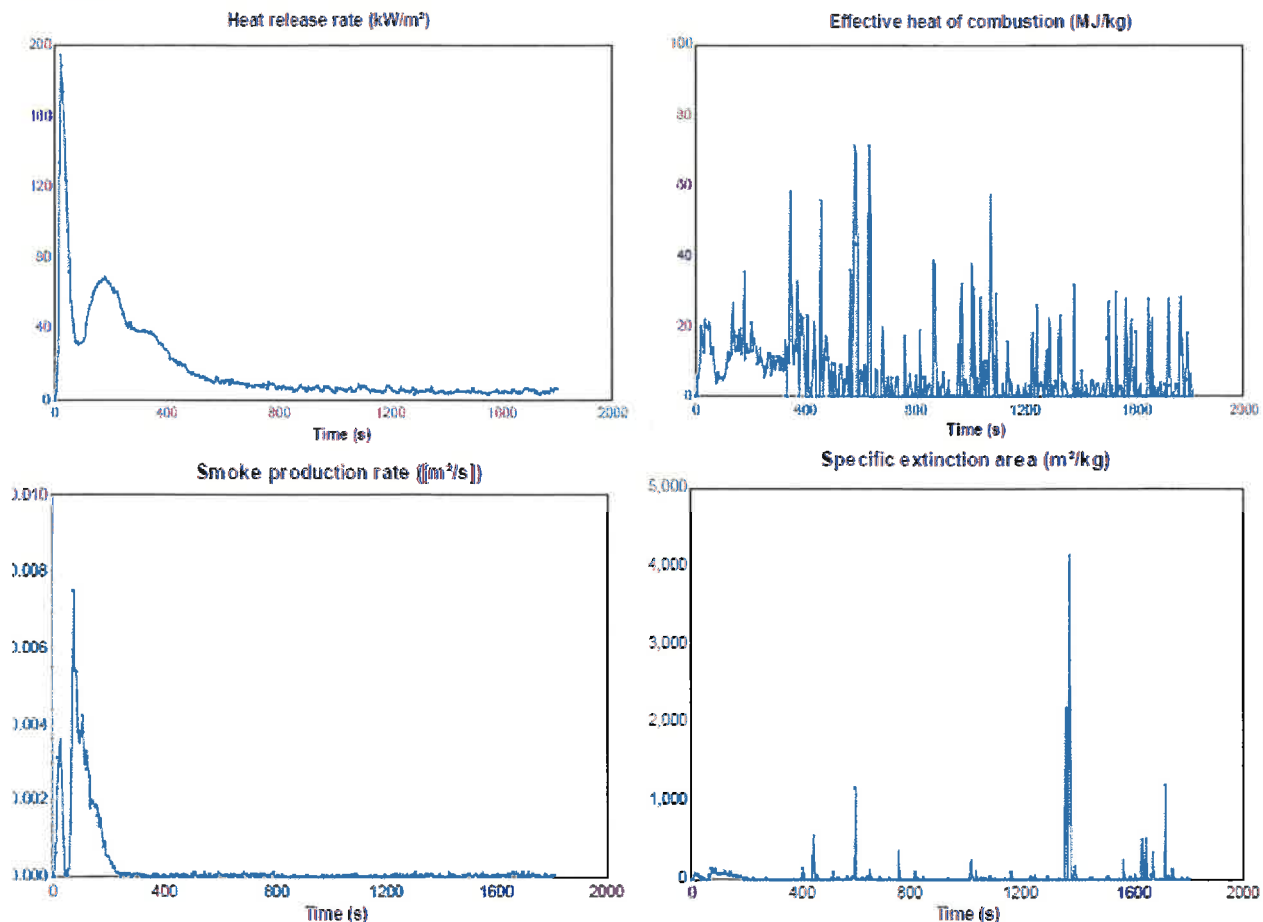 Heat release rate (kW/m²)
200
160
120
80
40
0
0 400 800 1200 1600 2000
Time (s)
Effective heat of combustion (MJ/kg)
100
80
60
40
20
0
0 400 800 1200 1600 2000
Time (s)
Smoke production rate ([m²/s])
0.010
0.008
0.006
0.004
0.002
0.000
0 400 800 1200 1600 2000
Time (s)
Specific extinction area (m²/kg)
5,000
4,000
3,000
2,000
1,000
0
0 400 800 1200 1600 2000
Time (s)